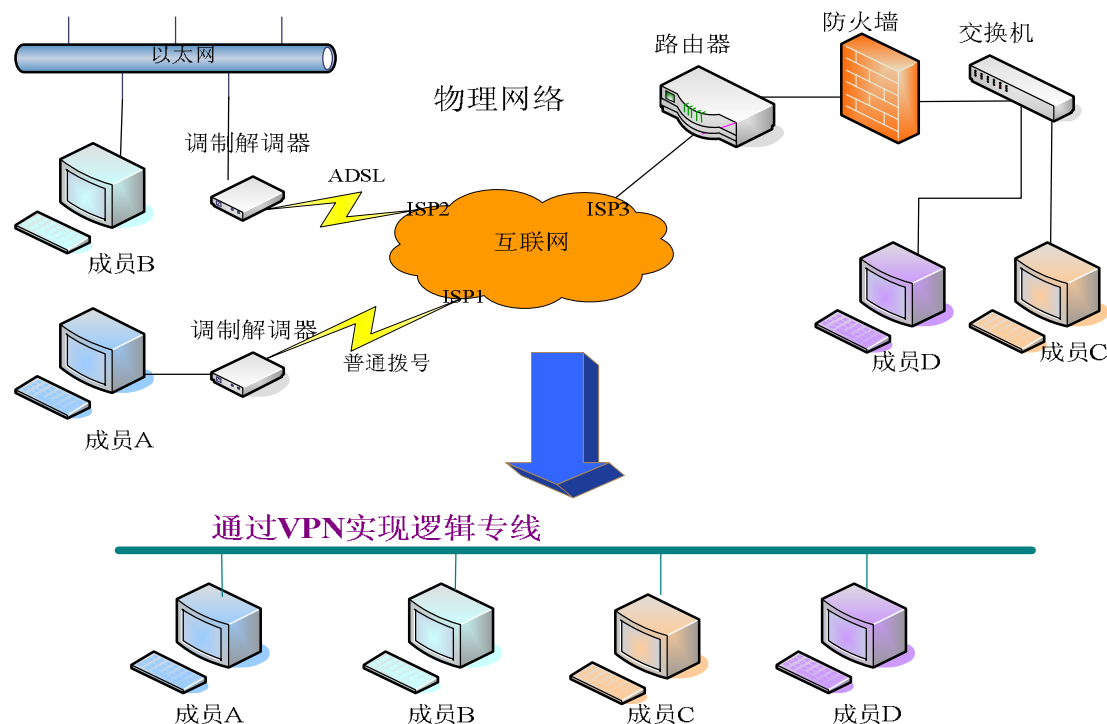 防火墙
交换机
路由器
以太网
物理网络
调制解调器
ADSL
ISP2
ISP3
互联网
成员B
ISP1
调制解调器
普通拨号
成员D
成员C
成员A
通过VPN实现逻辑专线
成员A
成员B
成员C
成员D